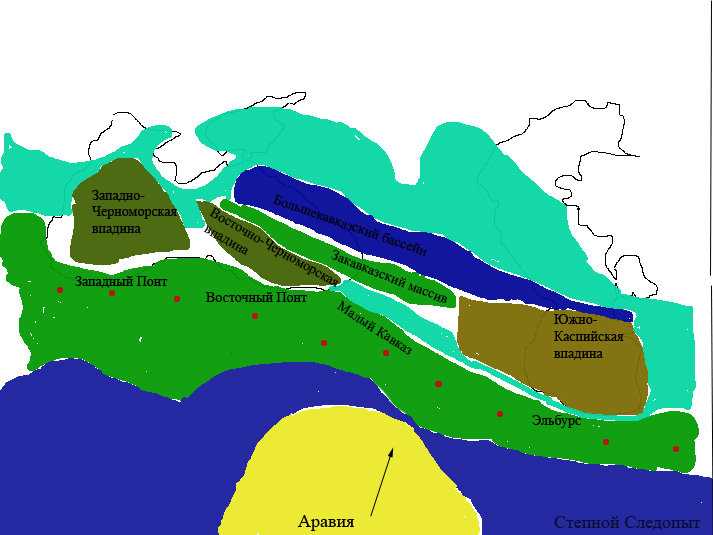 Западно-
Черноморская
впадина
Большекавказский бассейн
Восточно-Черноморская
впадина
Закавказский массив
Западный Понт
Восточный Понт
Малый Кавказ
Южно-
Каспийская
впадина
Эльбурс
Аравия
Степной Следопыт